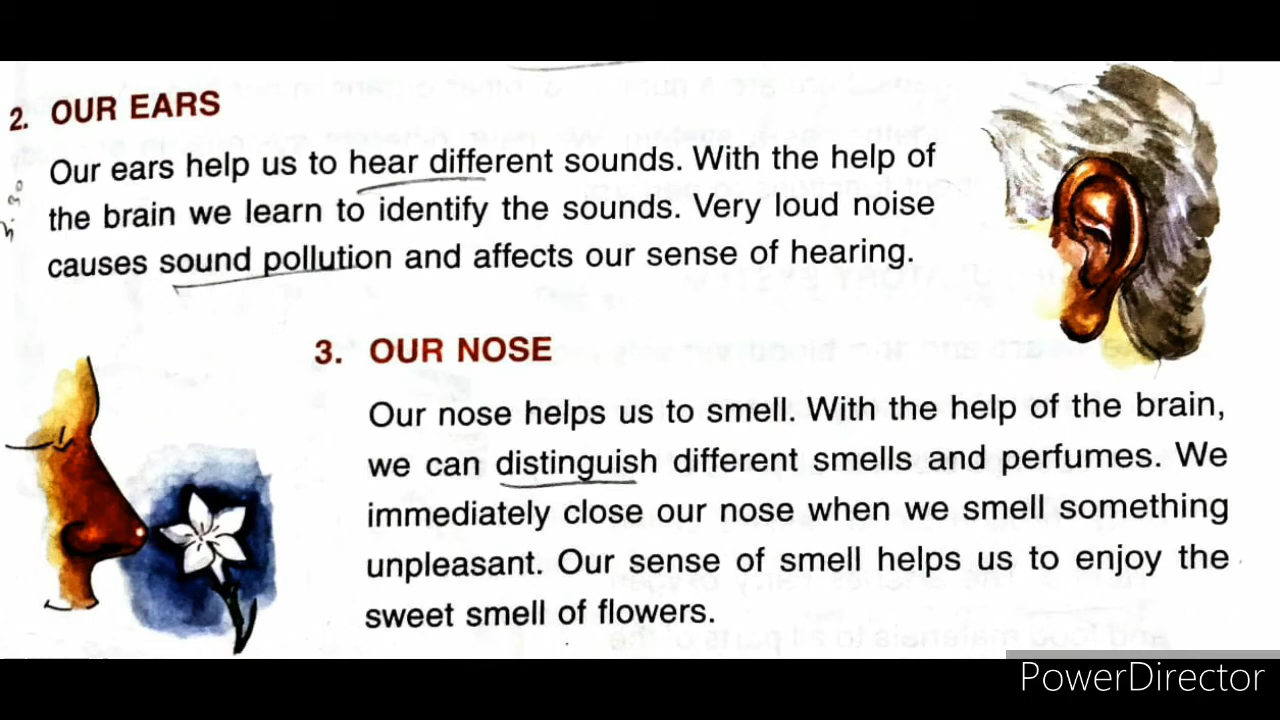 2. OUR EARS
Our ears help us to hear different sounds. With the help of
the brain we learn to identify the sounds. Very loud noise
causes sound pollution and affects our sense of hearing.
3. OUR NOSE
Our nose helps us to smell. With the help of the brain,
we can distinguish different smells and perfumes. We
immediately close our nose when we smell something
unpleasant. Our sense of smell helps us to enjoy the
sweet smell of flowers.
PowerDirector